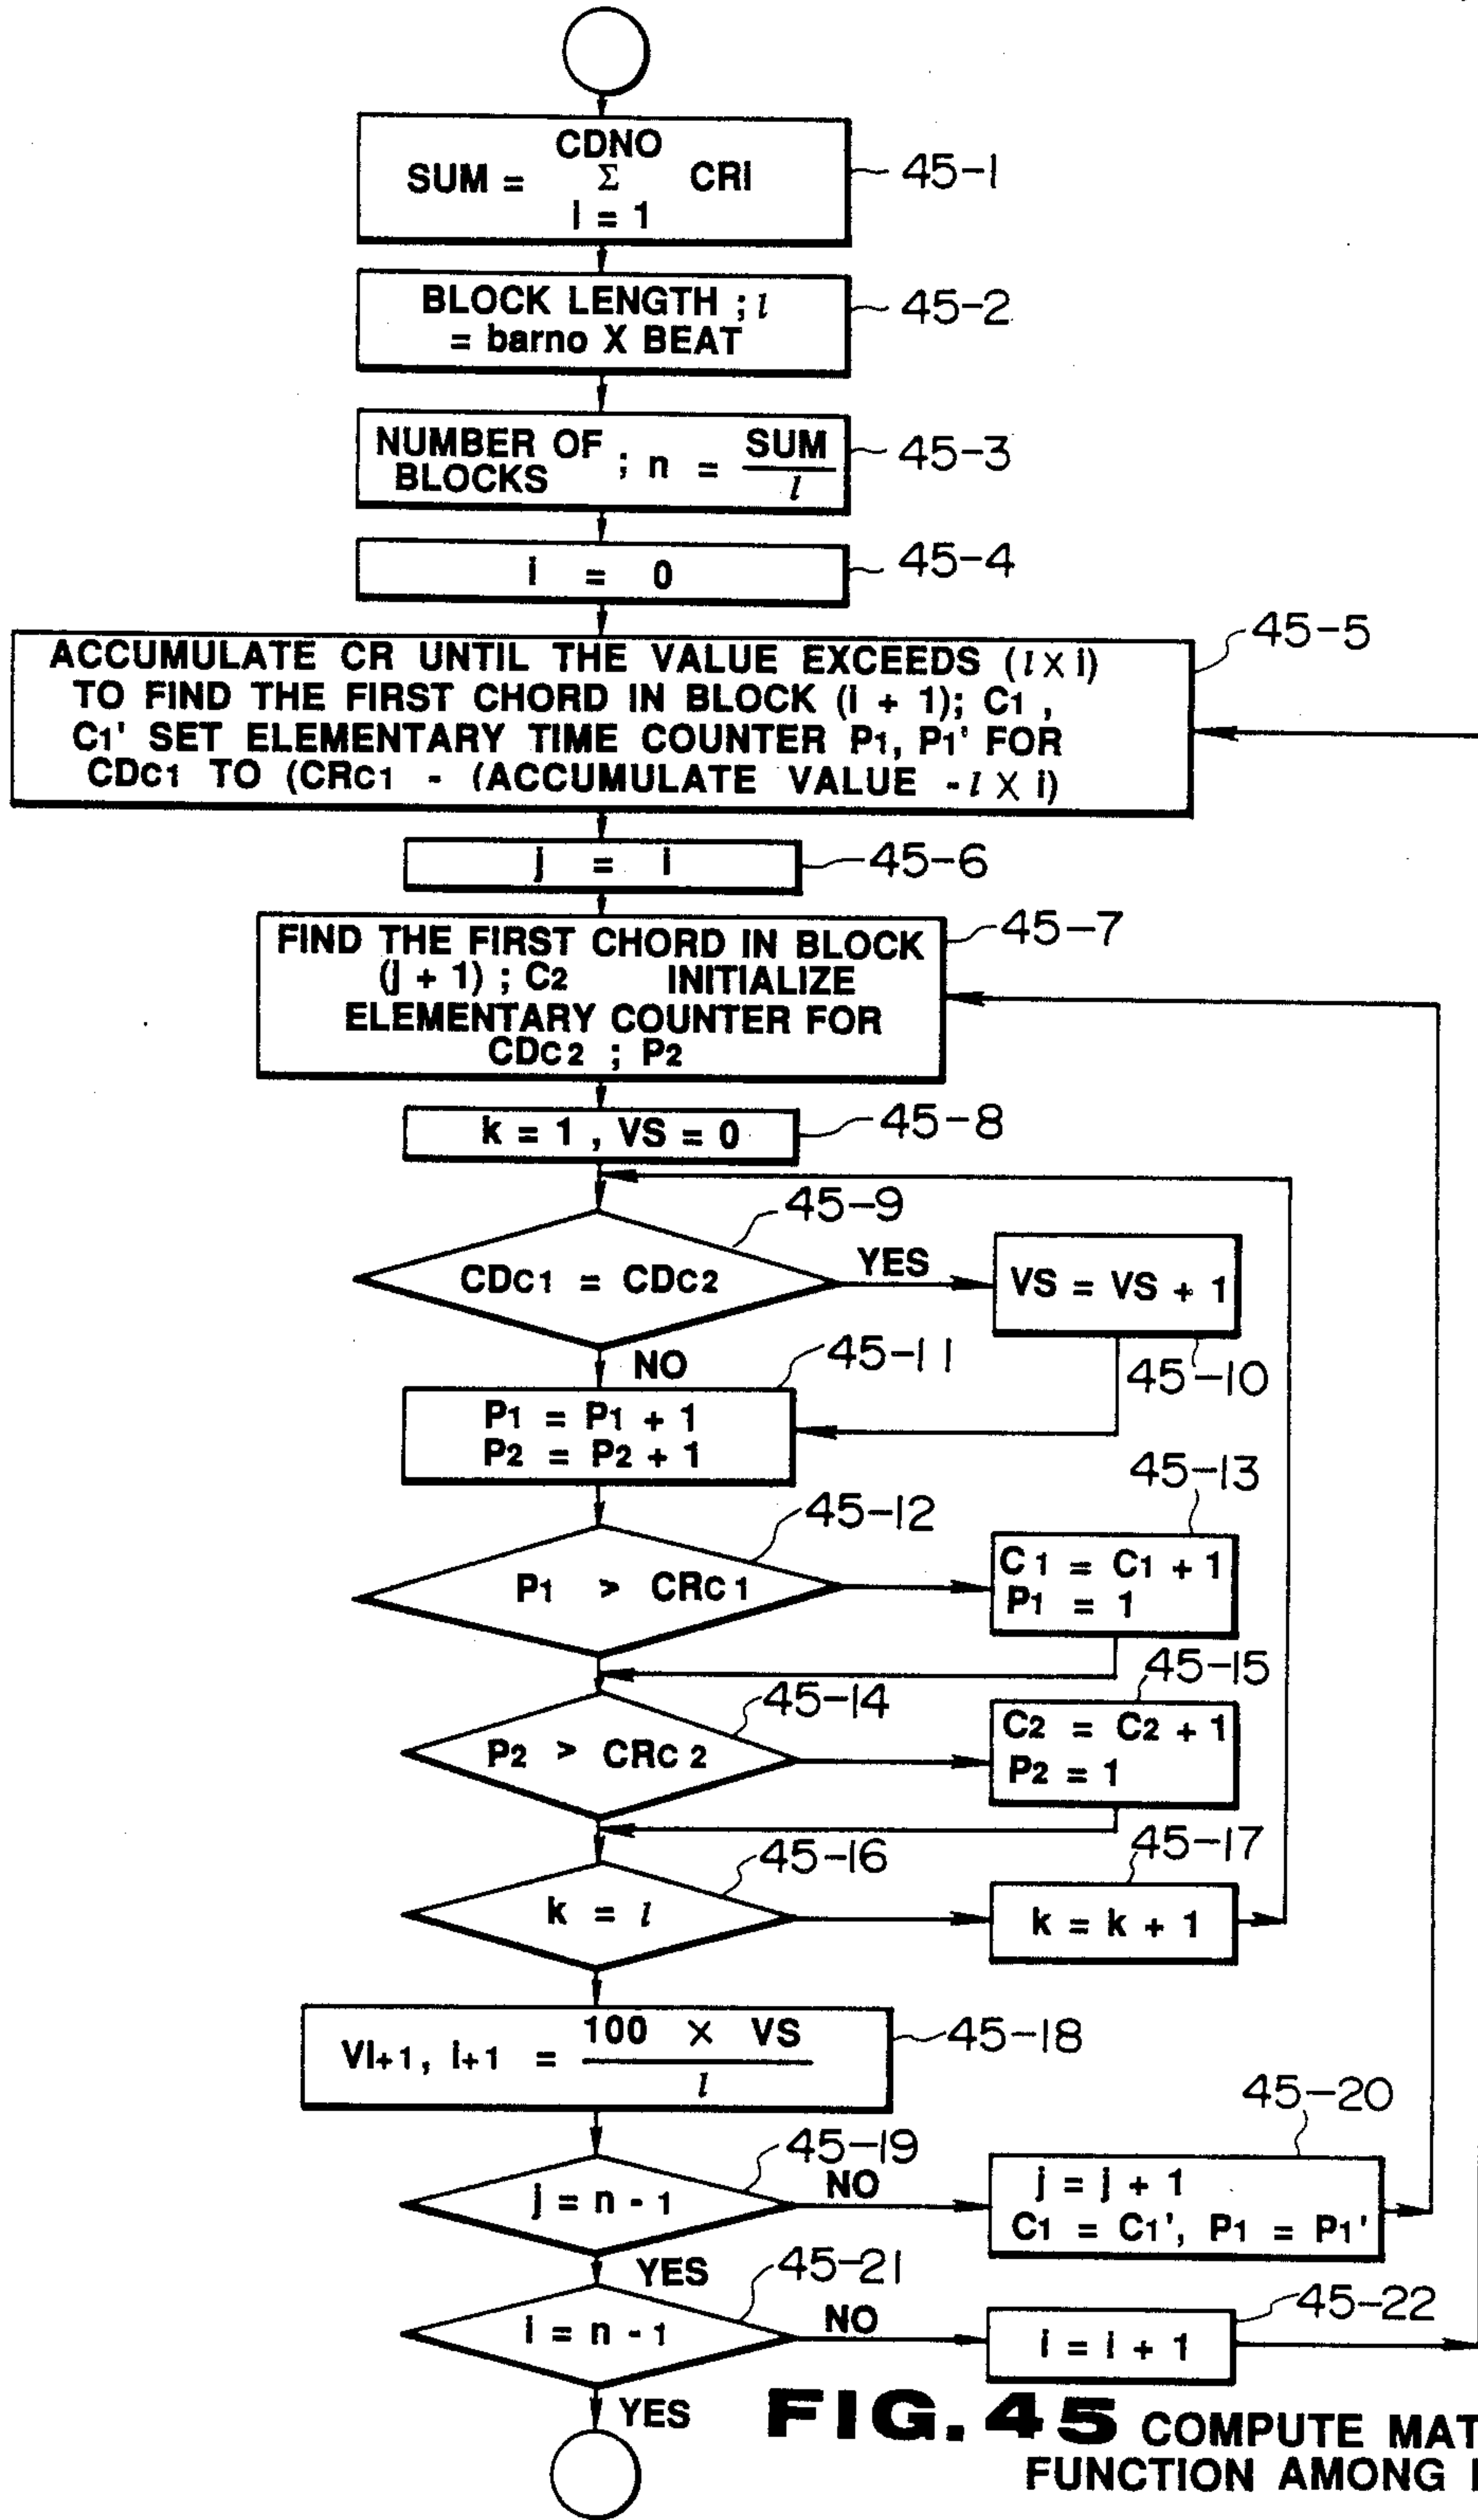 CDNO
SUM = Σ CRi
i = 1
45-1
BLOCK LENGTH ; l
= barno X BEAT
45-2
NUMBER OF
BLOCKS ; n = SUM
l
45-3
i = 0
45-4
ACCUMULATE CR UNTIL THE VALUE EXCEEDS (l X i)
TO FIND THE FIRST CHORD IN BLOCK (i + 1); C1 ,
C1' SET ELEMENTARY TIME COUNTER P1, P1' FOR
CDC1 TO (CRC1 - (ACCUMULATE VALUE - l X i)
45-5
j = i
45-6
FIND THE FIRST CHORD IN BLOCK
(j + 1) ; C2 INITIALIZE
ELEMENTARY COUNTER FOR
CDC2 ; P2
45-7
k = 1 , VS = 0
45-8
45-9
CDC1 = CDC2
YES
VS = VS + 1
45-10
NO
45-11
P1 = P1 + 1
P2 = P2 + 1
45-12
P1 > CRC1
45-13
C1 = C1 + 1
P1 = 1
45-14
P2 > CRC2
45-15
C2 = C2 + 1
P2 = 1
45-16
k = l
45-17
k = k + 1
Vi+1, i+1 = 100 X VS
l
45-18
45-19
j = n - 1
NO
45-20
j = j + 1
C1 = C1', P1 = P1'
YES
45-21
i = n - 1
NO
45-22
i = i + 1
YES
FIG. 45 COMPUTE MAT
FUNCTION AMONG